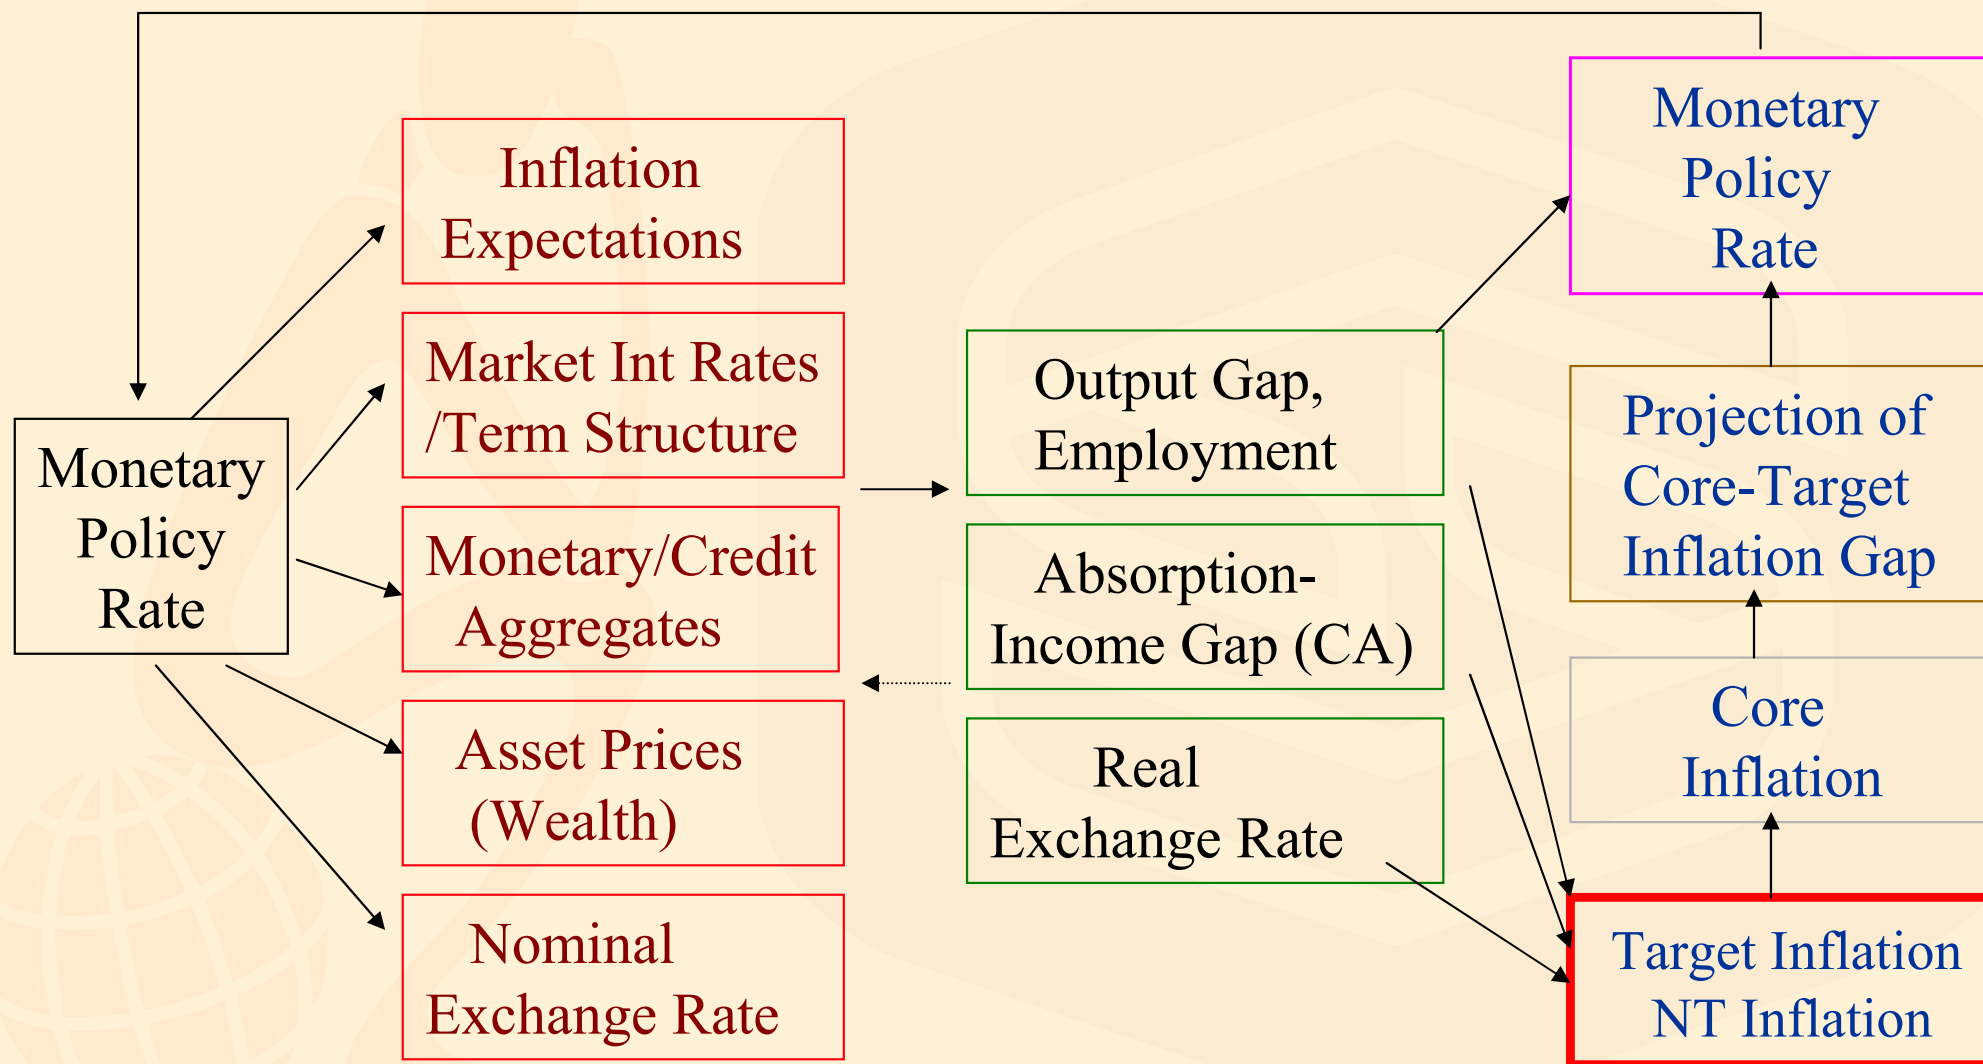 Monetary
Policy
Rate
Inflation
Expectations
Market Int Rates
/Term Structure
Monetary/Credit
Aggregates
Asset Prices
(Wealth)
Nominal
Exchange Rate
Output Gap,
Employment
Absorption-
Income Gap (CA)
Real
Exchange Rate
Monetary
Policy
Rate
Projection of
Core-Target
Inflation Gap
Core
Inflation
Target Inflation
NT Inflation